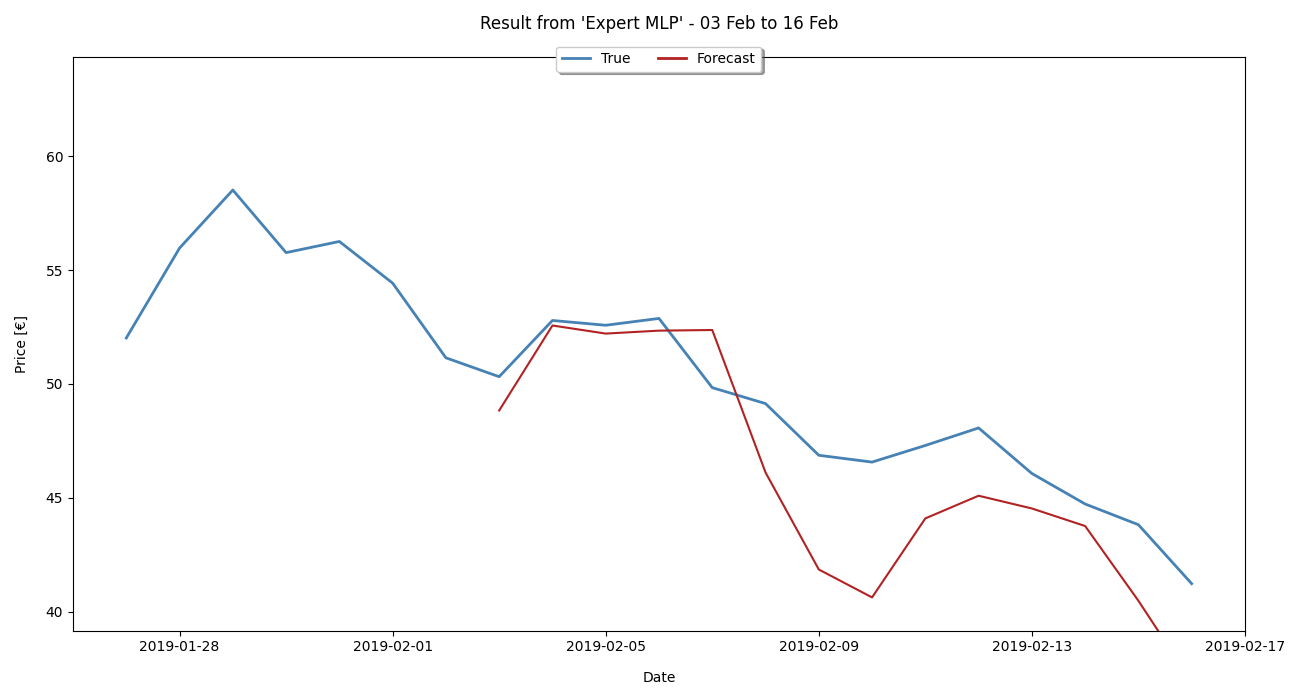 Result from 'Expert MLP' - 03 Feb to 16 Feb
True Forecast
Price [€]
60
55
50
45
40
2019-01-28 2019-02-01 2019-02-05 2019-02-09 2019-02-13 2019-02-17
Date